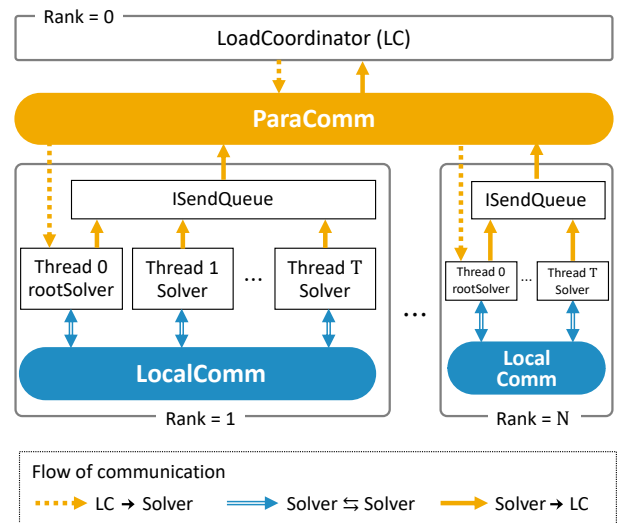 Rank = 0
LoadCoordinator (LC)
ParaComm
ISendQueue
Thread 0
rootSolver
Thread 1
Solver
...
Thread T
Solver
LocalComm
Rank = 1
...
ISendQueue
Thread 0
rootSolver
...
Thread T
Solver
Local
Comm
Rank = N
Flow of communication
LC → Solver
Solver ⇆ Solver
Solver → LC